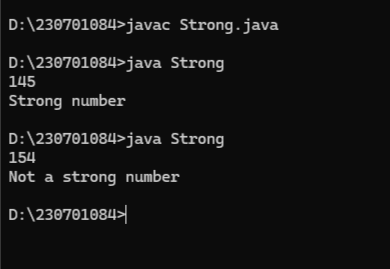 D:\230701084>javac Strong.java
D:\230701084>java Strong
145
Strong number
D:\230701084>java Strong
154
Not a strong number
D:\230701084>